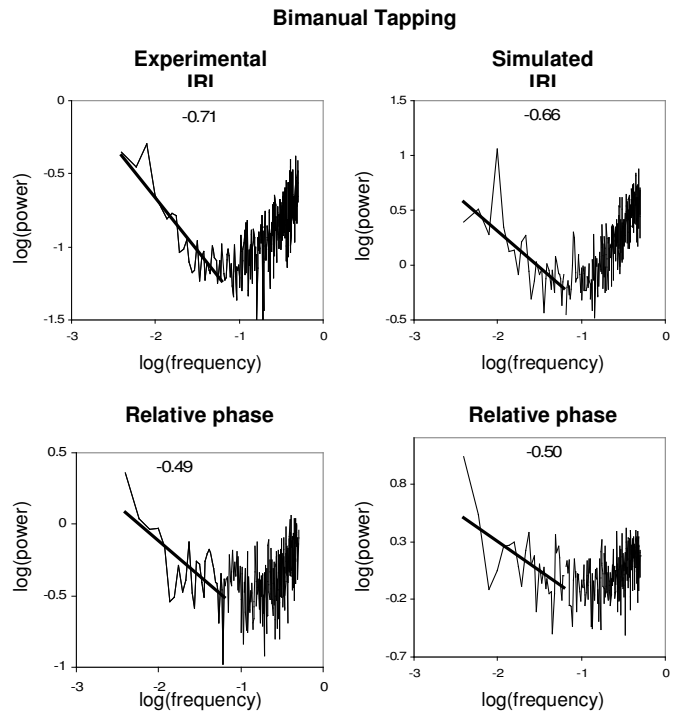 Bimanual Tapping
Experimental
IRI
Simulated
IRI
0
-0.5
-1
-1.5
log(power)
-0.71
-3
-2
-1
0
log(frequency)
1.5
1
0.5
0
-0.5
log(power)
-0.66
-3
-2
-1
0
log(frequency)
Relative phase
0.5
0
-0.5
-1
log(power)
-0.49
-3
-2
-1
0
log(frequency)
Relative phase
0.8
0.3
-0.2
-0.7
log(power)
-0.50
-3
-2
-1
0
log(frequency)